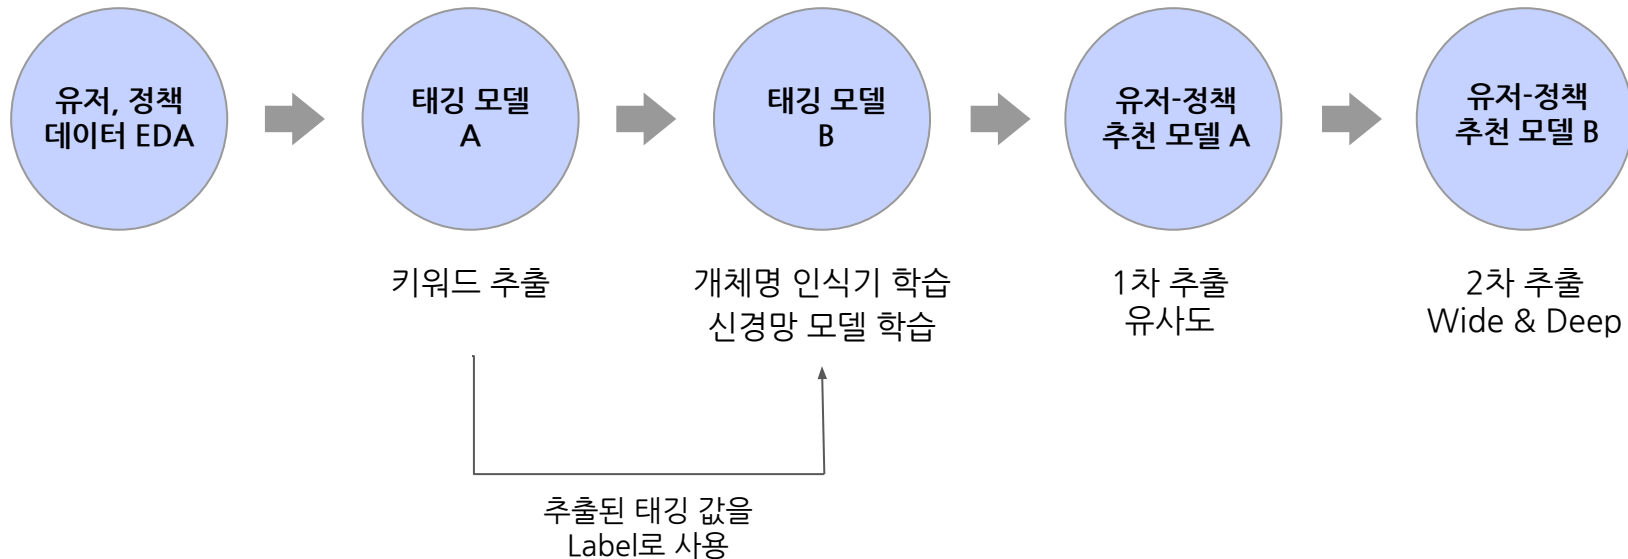 유저, 정책
데이터 EDA
태깅 모델
A
태깅 모델
B
유저-정책
추천 모델 A
유저-정책
추천 모델 B
키워드 추출
개체명 인식기 학습
신경망 모델 학습
1차 추출
유사도
2차 추출
Wide & Deep
추출된 태깅 값을
Label로 사용